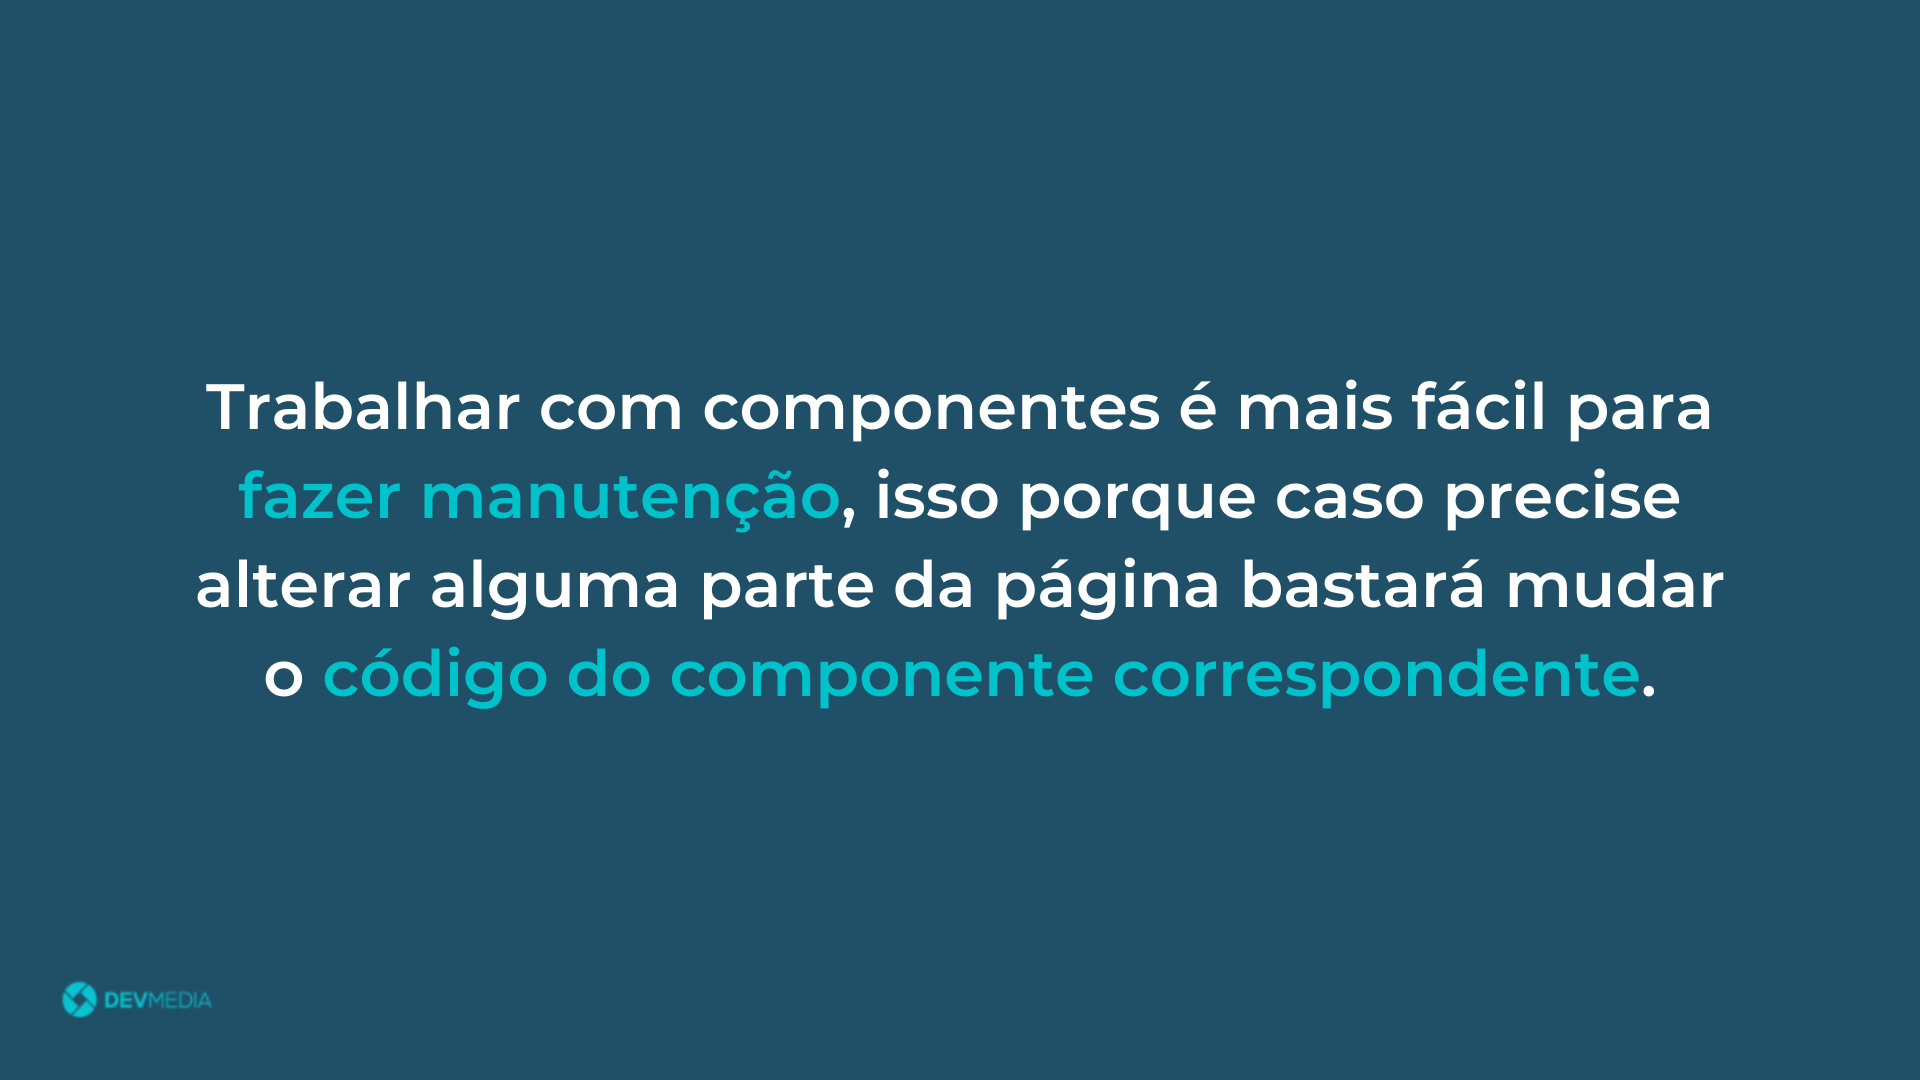 Trabalhar com componentes é mais fácil para
fazer manutenção, isso porque caso precise
alterar alguma parte da página bastará mudar
o código do componente correspondente.
DEVMEDIA